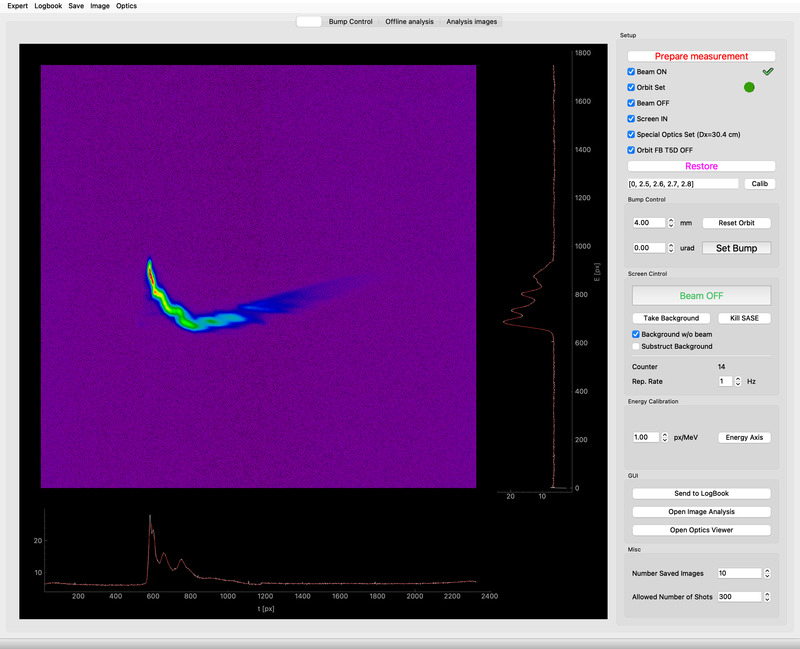 Expert Logbook Save Image Optics
Bump Control Offline analysis Analysis images
Setup
Prepare measurement
Beam ON
Orbit Set
Beam OFF
Screen IN
Special Optics Set (Dx=30.4 cm)
Orbit FB T5D OFF
Restore
[0, 2.5, 2.6, 2.7, 2.8] Calib
Bump Control
4.00 mm Reset Orbit
0.00 urad Set Bump
Screen Cintrol
Beam OFF
Take Background Kill SASE
Background w/o beam
Substruct Background
Counter 14
Rep. Rate 1 Hz
Energy Calibration
1.00 px/MeV Energy Axis
GUI
Send to LogBook
Open Image Analysis
Open Optics Viewer
Misc
Number Saved Images 10
Allowed Number of Shots 300
1800
1600
1400
1200
1000
800
600
400
200
0
E [px]
20 10
20
10
200 400 600 800 1000 1200 1400 1600 1800 2000 2200 2400
t [px]